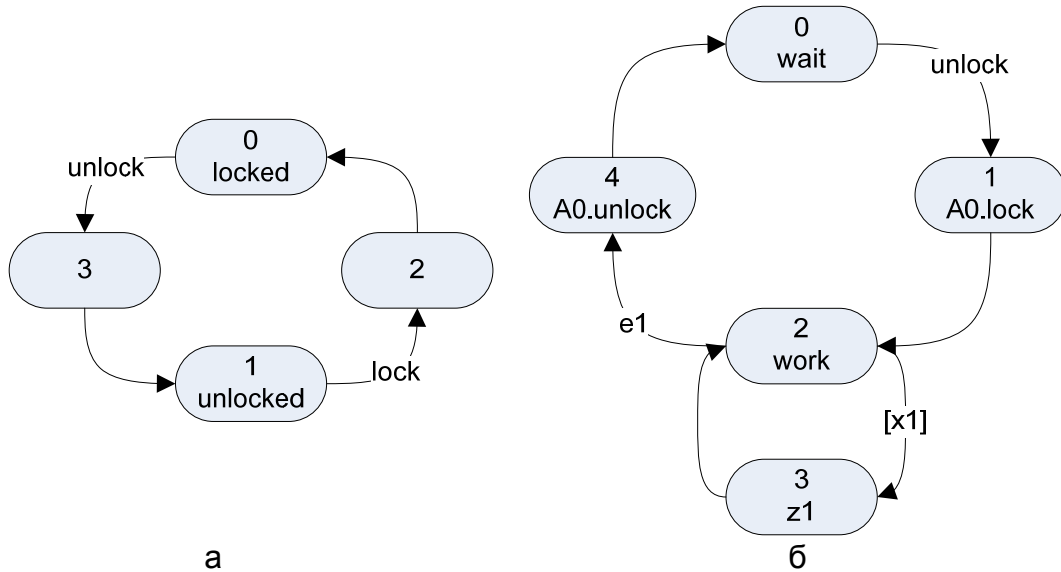 0
locked
unlock
3
2
1
unlocked
lock
а
0
wait
unlock
4
A0.unlock
1
A0.lock
e1
2
work
[x1]
3
z1
б